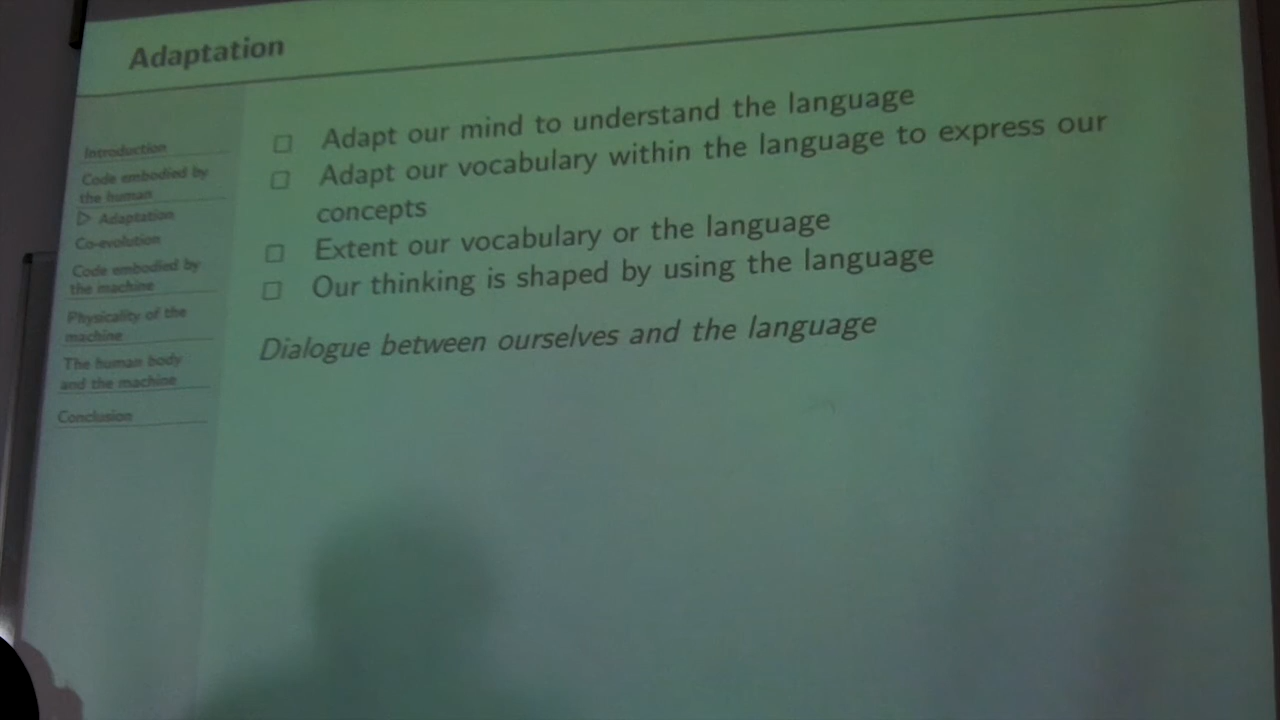 Adaptation
Introduction
Code embodied by
the human
▷ Adaptation
Co-evolution
Code embodied by
the machine
Physicality of the
machine
The human body
and the machine
Conclusion
Adapt our mind to understand the language
Adapt our vocabulary within the language to express our
concepts
Extent our vocabulary or the language
Our thinking is shaped by using the language
Dialogue between ourselves and the language